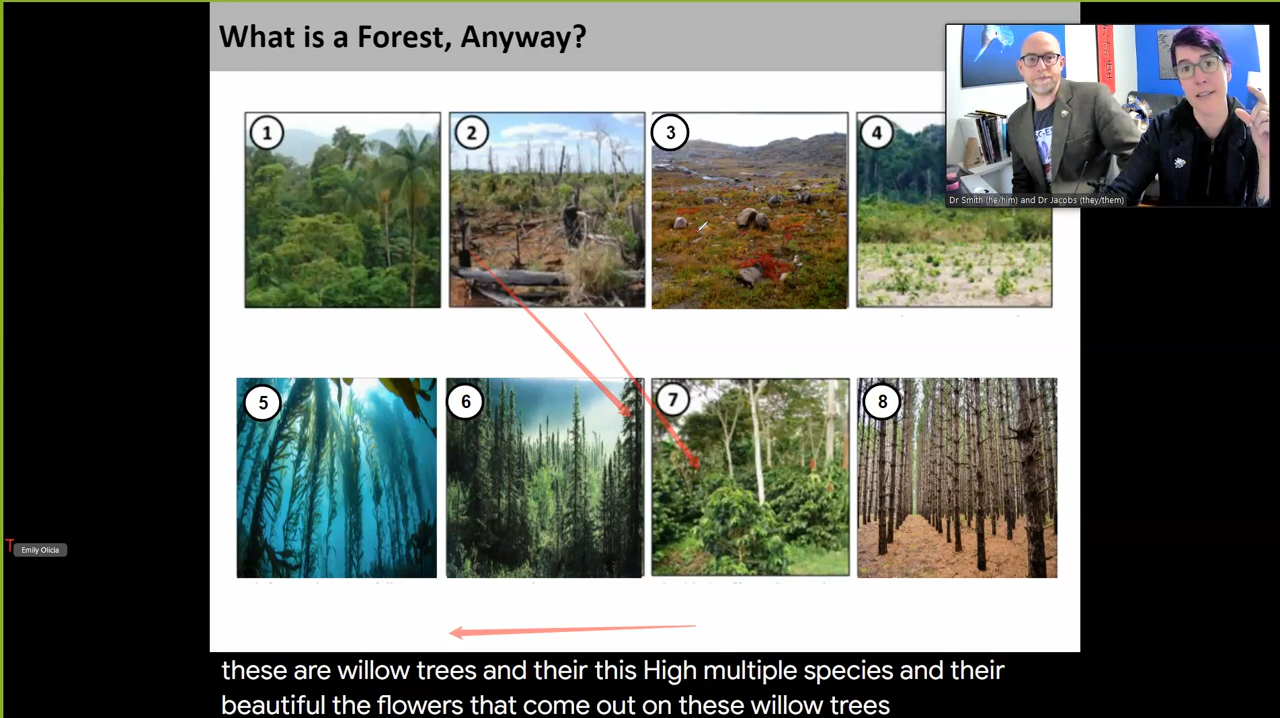 What is a Forest, Anyway?
Dr Smith (he/him) and Dr Jacobs (they/them)
1
2
3
4
5
6
7
8
T
Emily Olicia
these are willow trees and their this High multiple species and their
beautiful the flowers that come out on these willow trees